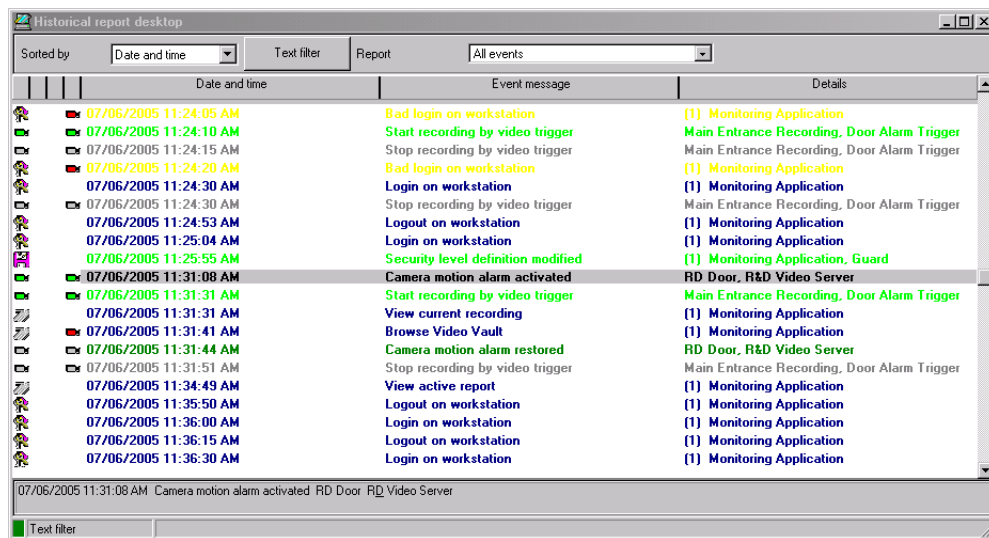 Historical report desktop
Sorted by Date and time Text filter Report All events
Date and time Event message Details
07/06/2005 11:24:05 AM Bad login on workstation (1) Monitoring Application
07/06/2005 11:24:10 AM Start recording by video trigger Main Entrance Recording, Door Alarm Trigger
07/06/2005 11:24:15 AM Stop recording by video trigger Main Entrance Recording, Door Alarm Trigger
07/06/2005 11:24:20 AM Bad login on workstation (1) Monitoring Application
07/06/2005 11:24:30 AM Login on workstation (1) Monitoring Application
07/06/2005 11:24:30 AM Stop recording by video trigger Main Entrance Recording, Door Alarm Trigger
07/06/2005 11:24:53 AM Logout on workstation (1) Monitoring Application
07/06/2005 11:25:04 AM Login on workstation (1) Monitoring Application
07/06/2005 11:25:55 AM Security level definition modified (1) Monitoring Application, Guard
07/06/2005 11:31:08 AM Camera motion alarm activated RD Door, R&D Video Server
07/06/2005 11:31:31 AM Start recording by video trigger Main Entrance Recording, Door Alarm Trigger
07/06/2005 11:31:31 AM View current recording (1) Monitoring Application
07/06/2005 11:31:41 AM Browse Video Vault (1) Monitoring Application
07/06/2005 11:31:44 AM Camera motion alarm restored RD Door, R&D Video Server
07/06/2005 11:31:51 AM Stop recording by video trigger Main Entrance Recording, Door Alarm Trigger
07/06/2005 11:34:49 AM View active report (1) Monitoring Application
07/06/2005 11:35:50 AM Logout on workstation (1) Monitoring Application
07/06/2005 11:36:00 AM Login on workstation (1) Monitoring Application
07/06/2005 11:36:15 AM Logout on workstation (1) Monitoring Application
07/06/2005 11:36:30 AM Login on workstation (1) Monitoring Application
07/06/2005 11:31:08 AM Camera motion alarm activated RD Door RD Video Server
Text filter